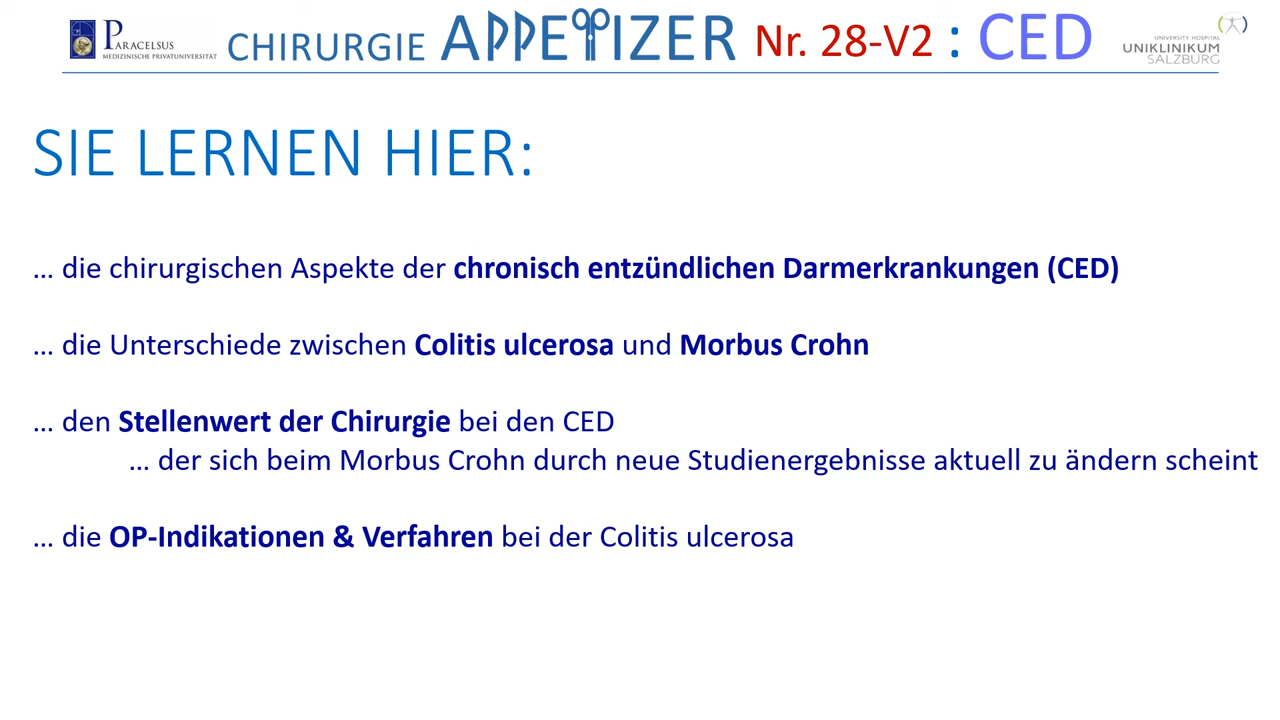 PARACELSUS
MEDIZINISCHE PRIVATUNIVERSITÄT
CHIRURGIE APPETIZER Nr. 28-V2 : CED
UNIVERSITY HOSPITAL
UNIKLINIKUM
SALZBURG
SIE LERNEN HIER:
... die chirurgischen Aspekte der chronisch entzündlichen Darmerkrankungen (CED)
... die Unterschiede zwischen Colitis ulcerosa und Morbus Crohn
... den Stellenwert der Chirurgie bei den CED
... der sich beim Morbus Crohn durch neue Studienergebnisse aktuell zu ändern scheint
... die OP-Indikationen & Verfahren bei der Colitis ulcerosa